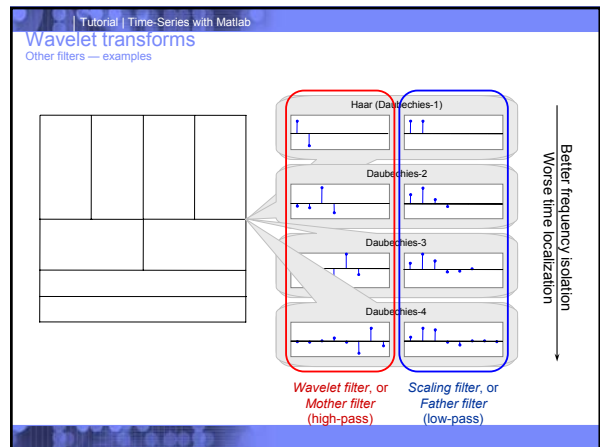 Tutorial | Time-Series with Matlab
Wavelet transforms
Other filters — examples
Haar (Daubechies-1)
Daubechies-2
Daubechies-3
Daubechies-4
Better frequency isolation
Worse time localization
Wavelet filter, or
Mother filter
(high-pass)
Scaling filter, or
Father filter
(low-pass)